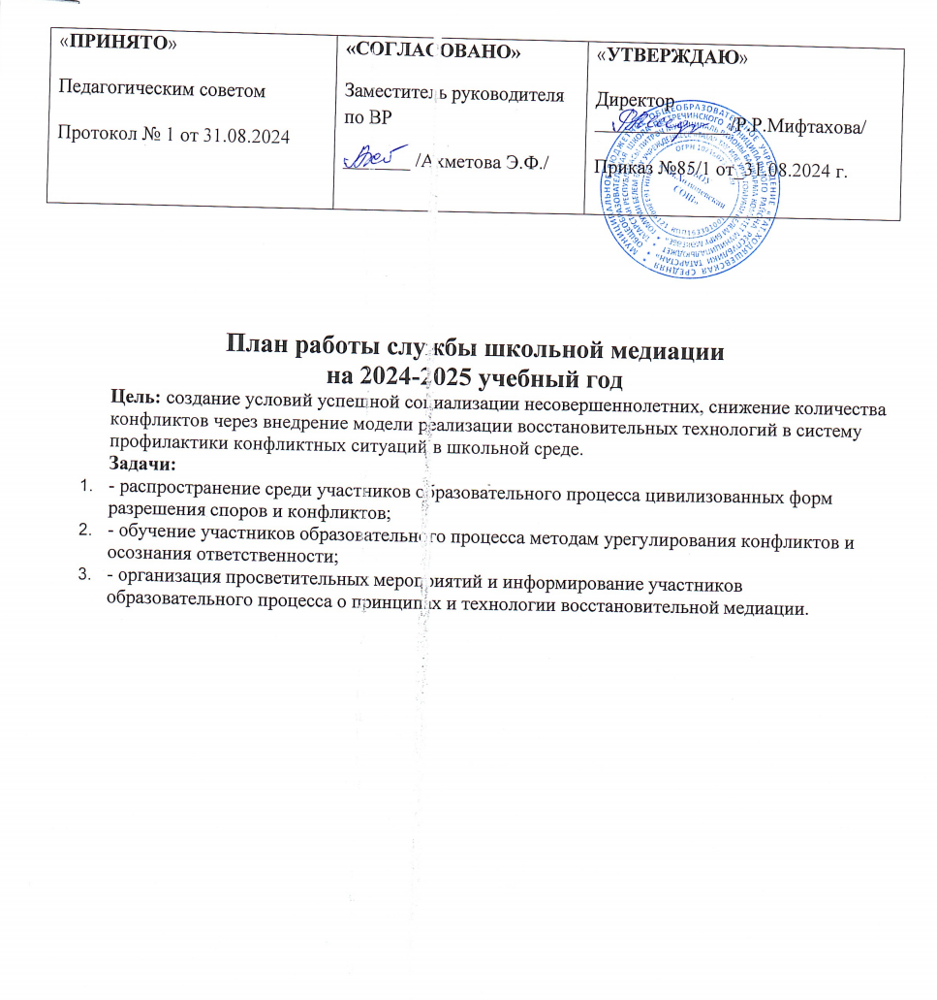 «ПРИНЯТО»
Педагогическим советом
Протокол № 1 от 31.08.2024
«СОГЛАСОВАНО»
Заместитель руководителя
по ВР
________ /Ахметова Э.Ф./
«УТВЕРЖДАЮ»
Директор
________________/Р.Р.Мифтахова/
Приказ №85/1 от_31.08.2024 г.
СОШ»
План работы службы школьной медиации
на 2024-2025 учебный год
Цель: создание условий успешной социализации несовершеннолетних, снижение количества
конфликтов через внедрение модели реализации восстановительных технологий в систему
профилактики конфликтных ситуаций в школьной среде.
Задачи:
1. - распространение среди участников образовательного процесса цивилизованных форм
разрешения споров и конфликтов;
2. - обучение участников образовательного процесса методам урегулирования конфликтов и
осознания ответственности;
3. - организация просветительных мероприятий и информирование участников
образовательного процесса о принципах и технологии восстановительной медиации.